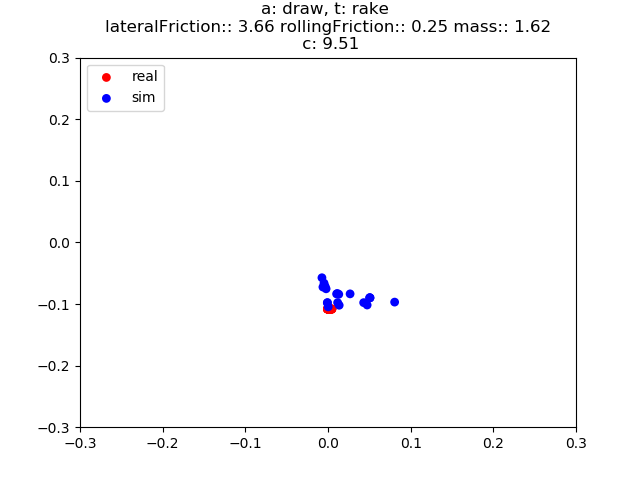 a: draw, t: rake
lateralFriction:: 3.66 rollingFriction:: 0.25 mass:: 1.62
c: 9.51
real
sim
0.3
0.2
0.1
0.0
−0.1
−0.2
−0.3
−0.3 −0.2 −0.1 0.0 0.1 0.2 0.3